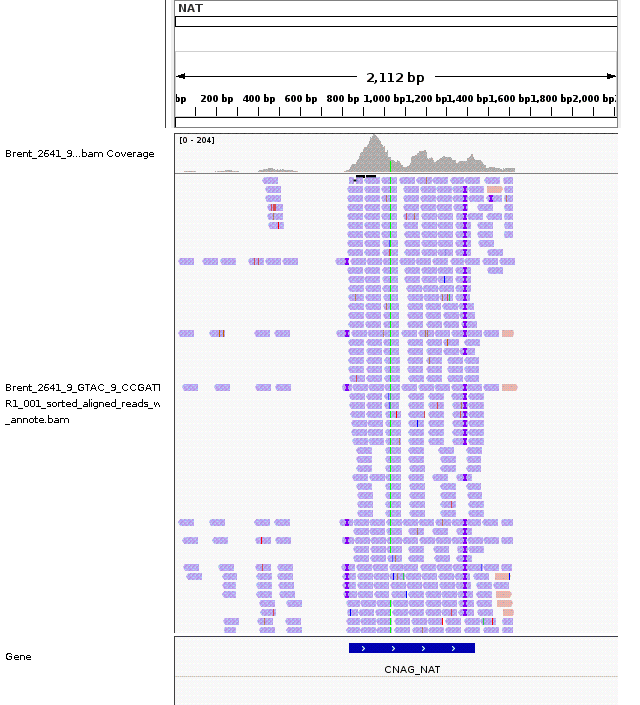 NAT
2,112 bp
bp 200 bp 400 bp 600 bp 800 bp 1,000 bp 1,200 bp 1,400 bp 1,600 bp 1,800 bp 2,000 bp
[0 - 204]
Brent_2641_9...bam Coverage
Brent_2641_9_GTAC_9_CCGATI
R1_001_sorted_aligned_reads_w
_annote.bam
Gene
CNAG_NAT